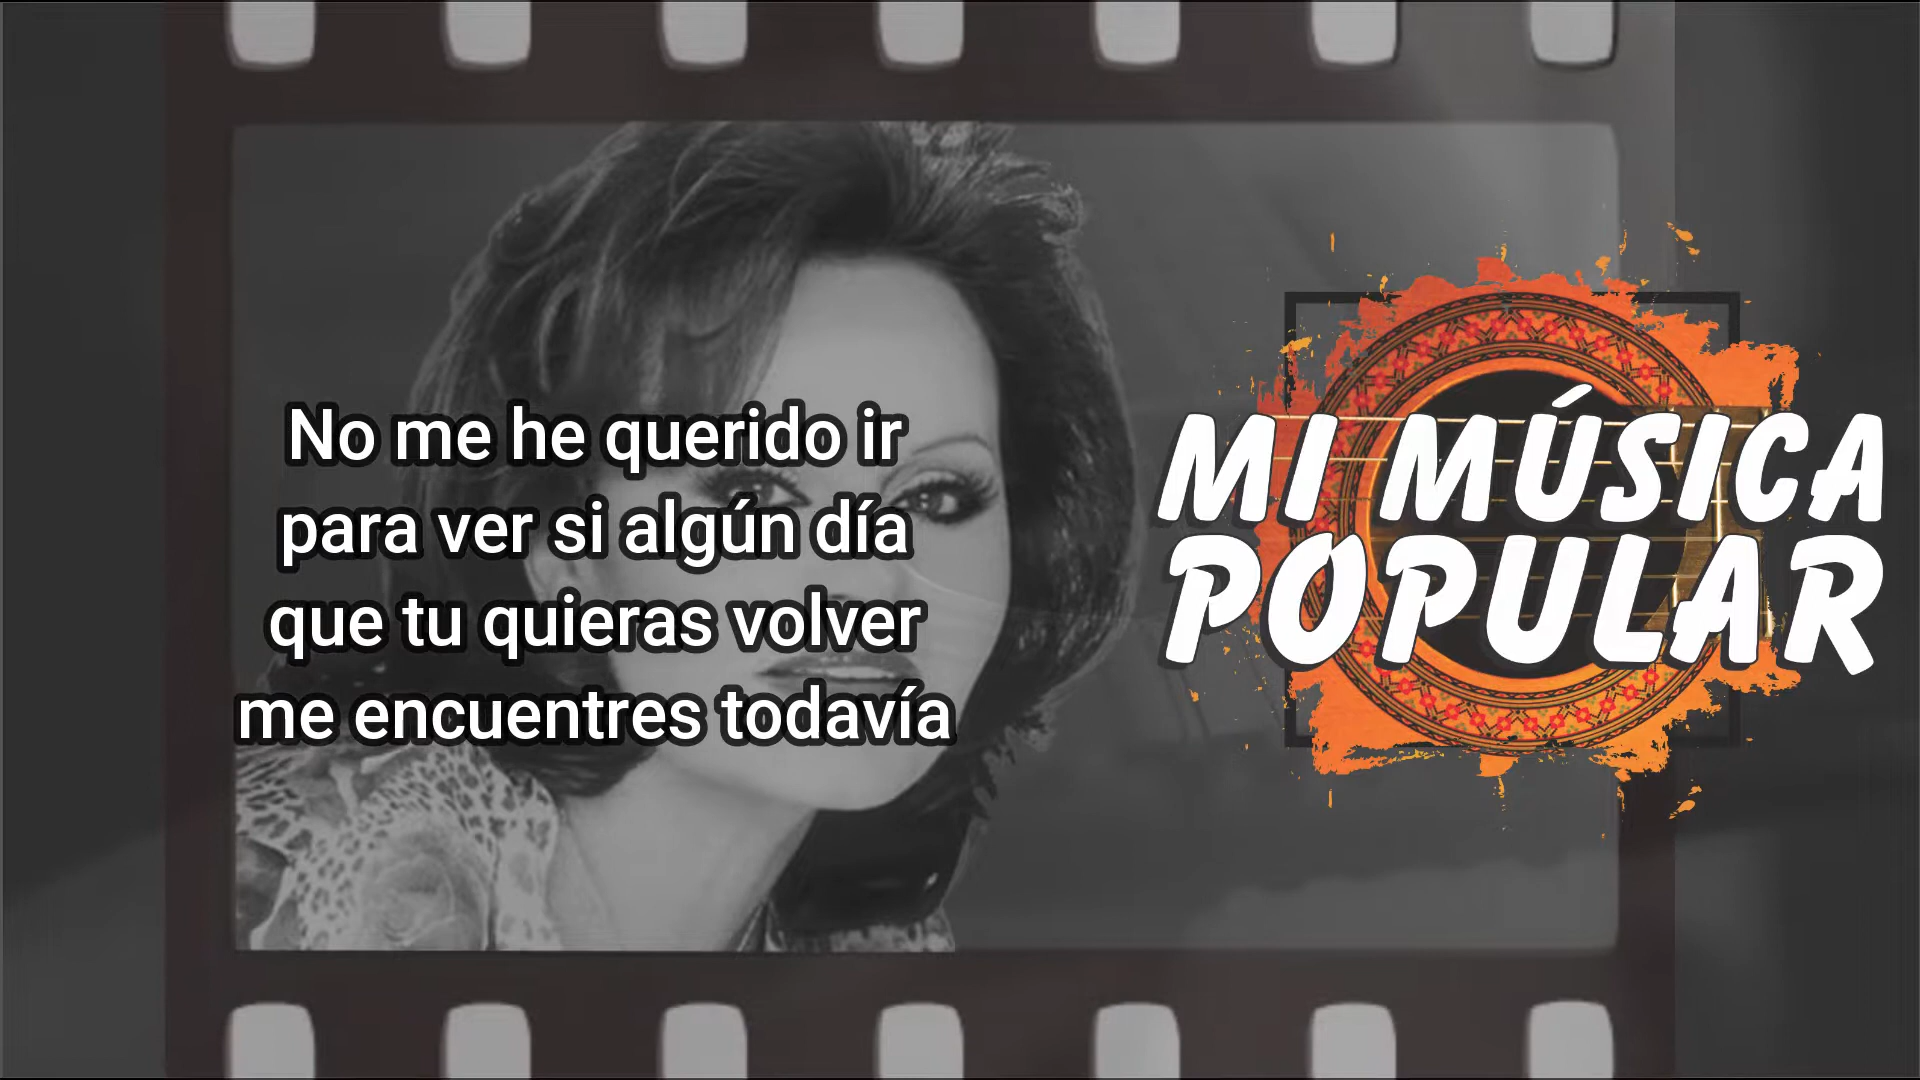 No me he querido ir
para ver si algún día
que tu quieras volver
me encuentres todavía
MI MÚSICA
POPULAR